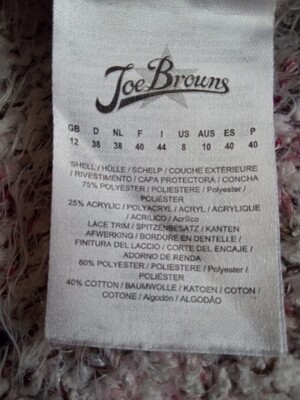 Joe Browns
GB D NL F I US AUS ES P
12 38 38 40 44 8 10 40 40
SHELL / HÜLLE / SCHELP / COUCHE EXTÉRIEURE
/ RIVESTIMENTO / CAPA PROTECTORA / CONCHA
75% POLYESTER / POLIESTERE / Polyester /
POLIÉSTER
25% ACRYLIC / POLYACRYL / ACRYL / ACRYLIQUE
/ ACRILICO / Acrílico
LACE TRIM / SPITZENBESATZ / KANTEN
AFWERKING / BORDURE EN DENTELLE /
FINITURA DEL LACCIO / CORTE DEL ENCAJE /
ADORNO DE RENDA
60% POLYESTER / POLIESTERE / Polyester /
POLIÉSTER
40% COTTON / BAUMWOLLE / KATOEN / COTON /
COTONE / Algodón / ALGODÃO